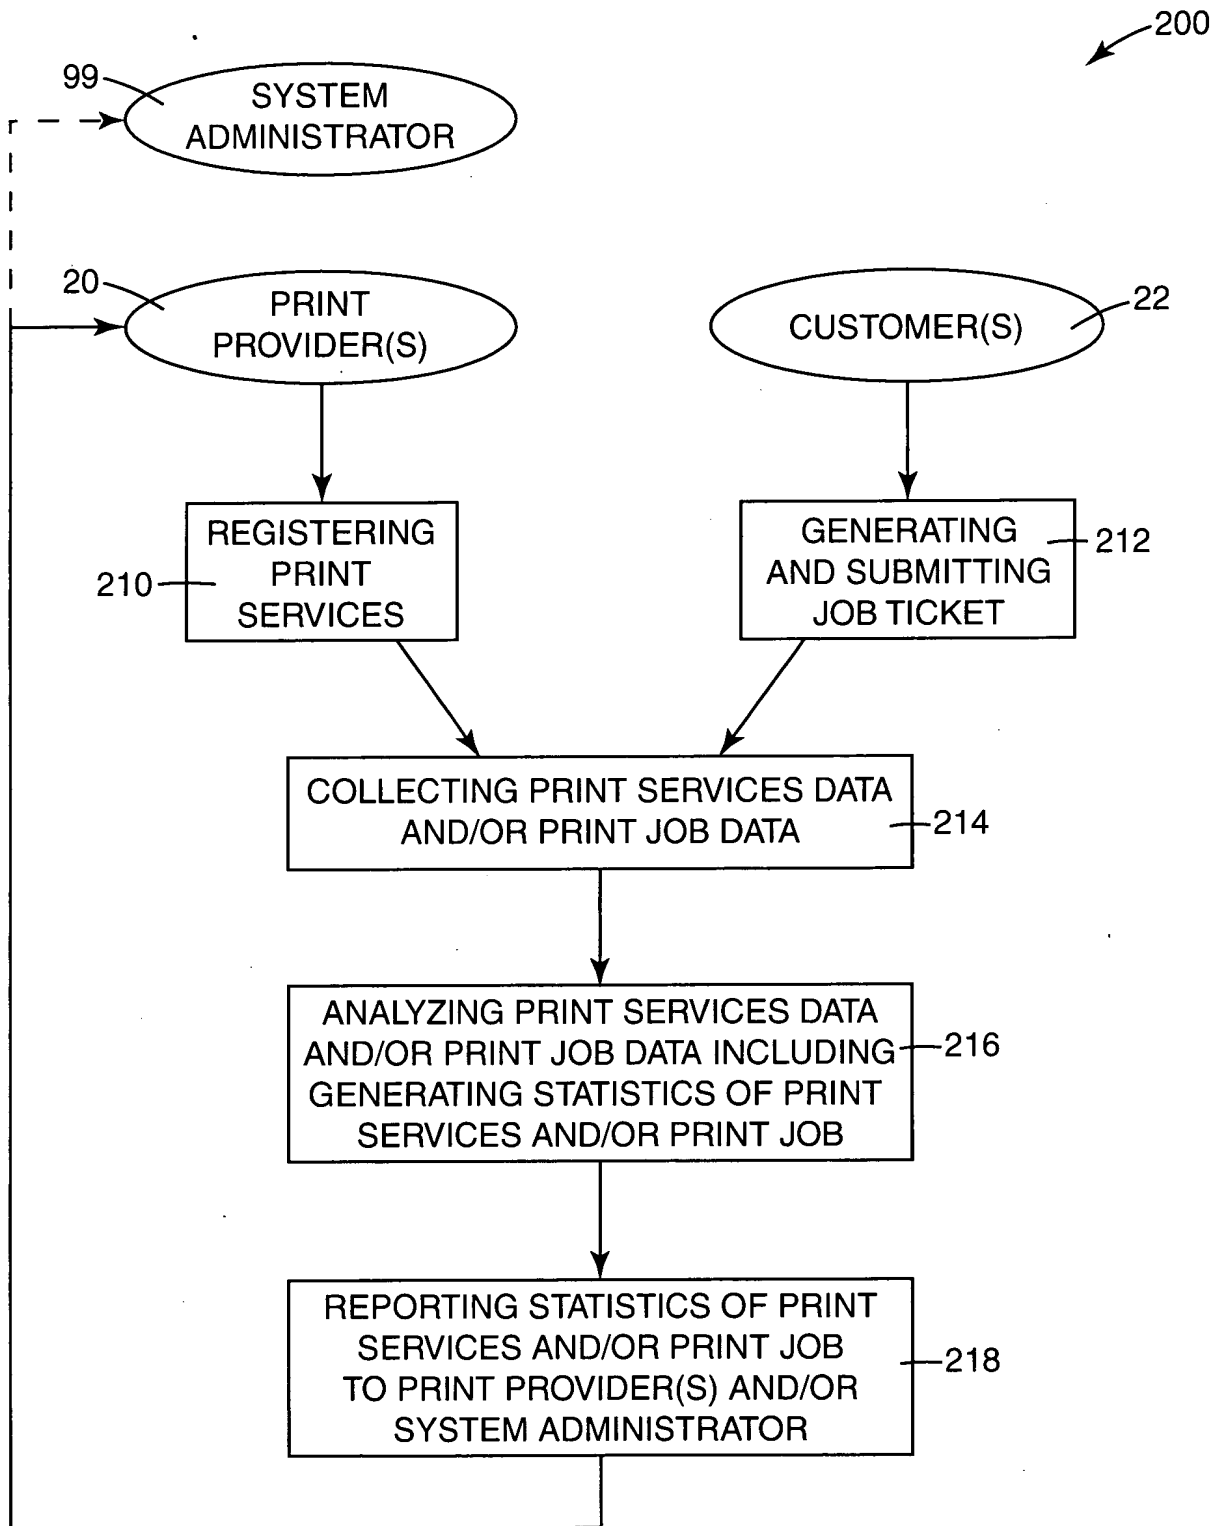 200
99
SYSTEM
ADMINISTRATOR
20
PRINT
PROVIDER(S)
CUSTOMER(S)
22
REGISTERING
PRINT
SERVICES
210
GENERATING
AND SUBMITTING
JOB TICKET
212
COLLECTING PRINT SERVICES DATA
AND/OR PRINT JOB DATA
214
ANALYZING PRINT SERVICES DATA
AND/OR PRINT JOB DATA INCLUDING
GENERATING STATISTICS OF PRINT
SERVICES AND/OR PRINT JOB
216
REPORTING STATISTICS OF PRINT
SERVICES AND/OR PRINT JOB
TO PRINT PROVIDER(S) AND/OR
SYSTEM ADMINISTRATOR
218